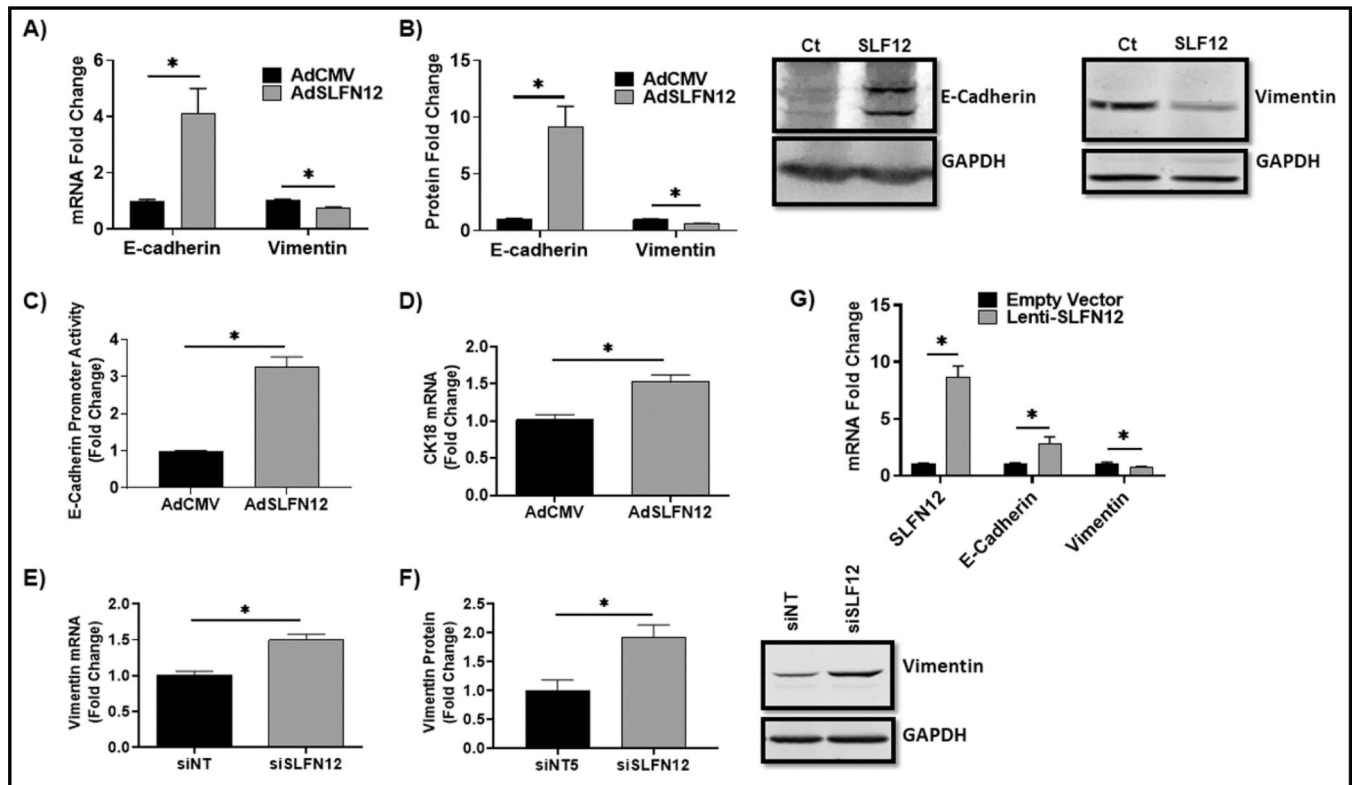 A)
mRNA Fold Change
6
4
2
0
*
*
AdCMV
AdSLFN12
E-cadherin Vimentin
B)
Protein Fold Change
15
10
5
0
*
*
AdCMV
AdSLFN12
E-cadherin Vimentin
Ct SLF12
E-Cadherin
GAPDH
Ct SLF12
Vimentin
GAPDH
C)
E-Cadherin Promoter Activity
(Fold Change)
4
3
2
1
0
*
AdCMV AdSLFN12
D)
CK18 mRNA
(Fold Change)
2.0
1.5
1.0
0.5
0.0
*
AdCMV AdSLFN12
G)
mRNA Fold Change
15
10
5
0
*
*
*
Empty Vector
Lenti-SLFN12
SLFN12
E-Cadherin
Vimentin
E)
Vimentin mRNA
(Fold Change)
2.0
1.5
1.0
0.5
0.0
*
siNT siSLFN12
F)
Vimentin Protein
(Fold Change)
2.5
2.0
1.5
1.0
0.5
0.0
*
siNT5 siSLFN12
siNT
siSLF12
Vimentin
GAPDH